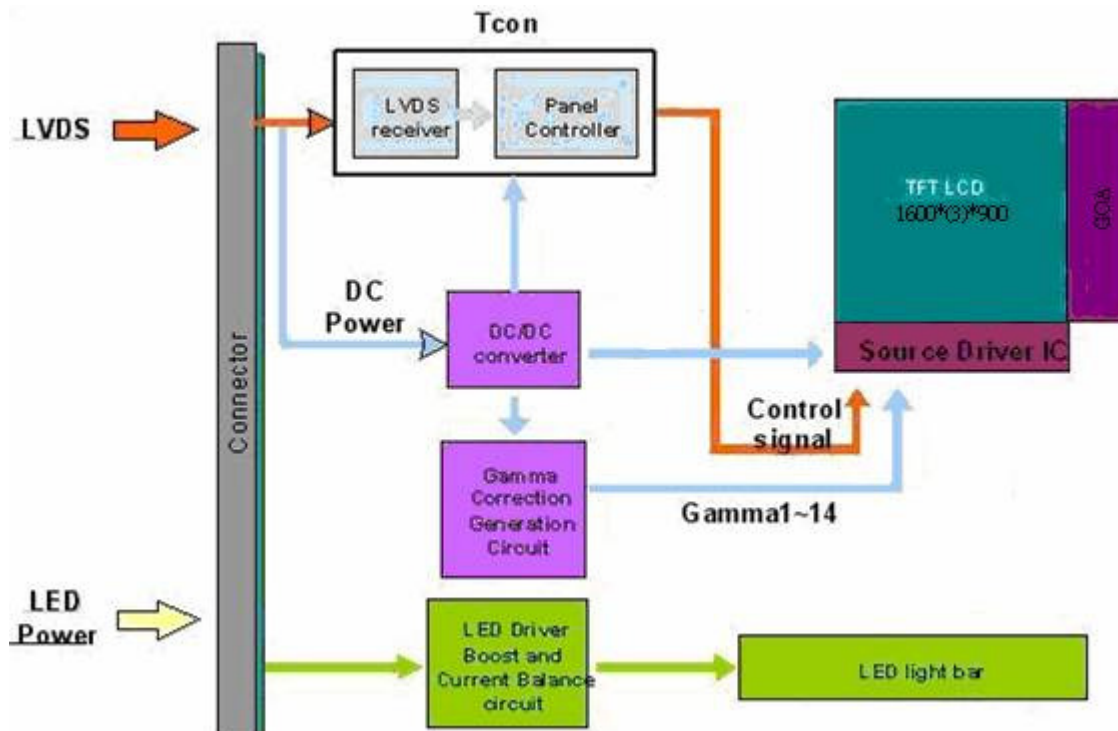 Tcon
LVDS
LVDS
receiver
Panel
Controller
TFT LCD
1600*(3)*900
GOA
DC
Power
DC/DC
converter
Source Driver IC
Connector
Control
signal
Gamma
Correction
Generation
Circuit
Gamma1~14
LED
Power
LED Driver
Boost and
Current Balance
circuit
LED light bar